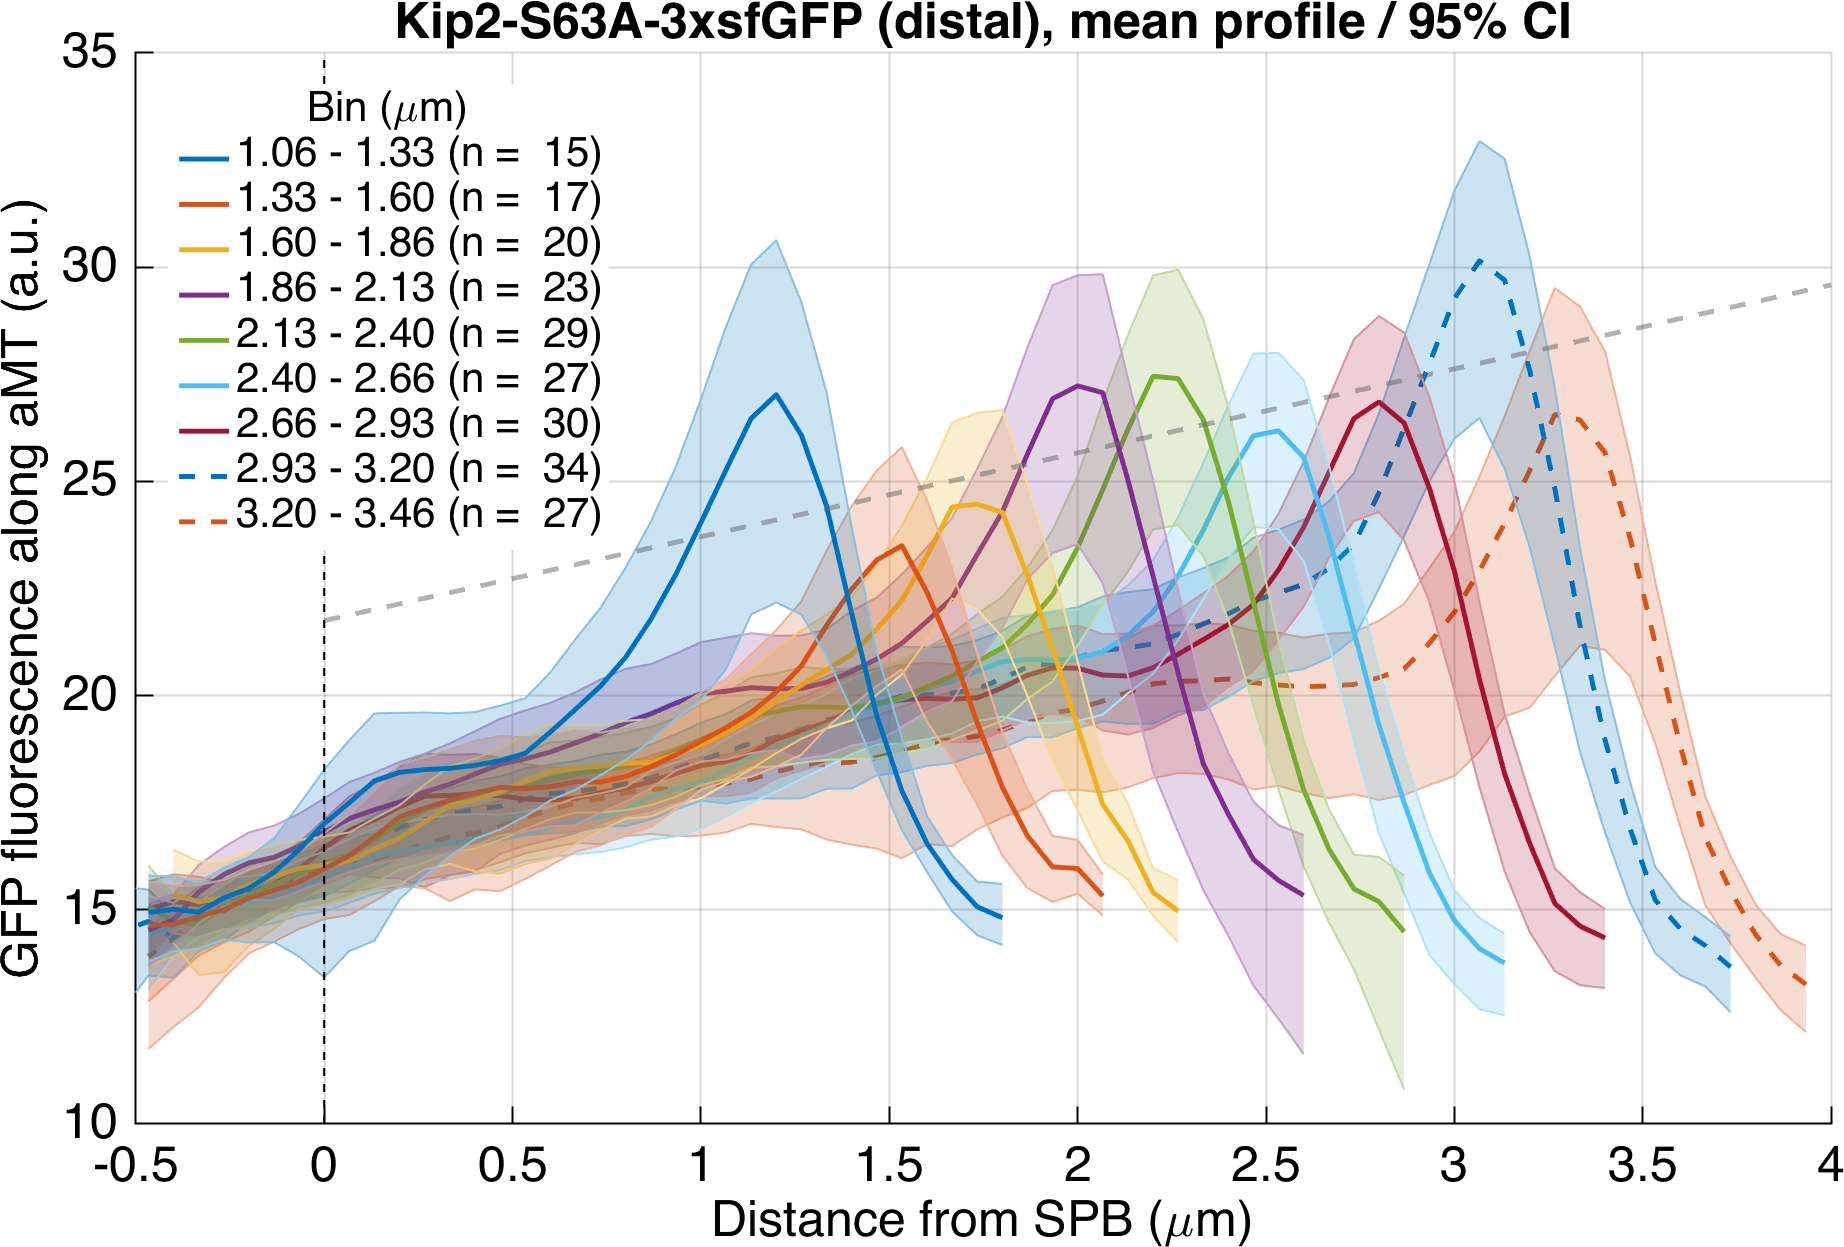 Kip2-S63A-3xsfGFP (distal), mean profile / 95% CI
GFP fluorescence along aMT (a.u.)
35
30
25
20
15
10
Bin (μm)
1.06 - 1.33 (n = 15)
1.33 - 1.60 (n = 17)
1.60 - 1.86 (n = 20)
1.86 - 2.13 (n = 23)
2.13 - 2.40 (n = 29)
2.40 - 2.66 (n = 27)
2.66 - 2.93 (n = 30)
2.93 - 3.20 (n = 34)
3.20 - 3.46 (n = 27)
-0.5 0 0.5 1 1.5 2 2.5 3 3.5 4
Distance from SPB (μm)